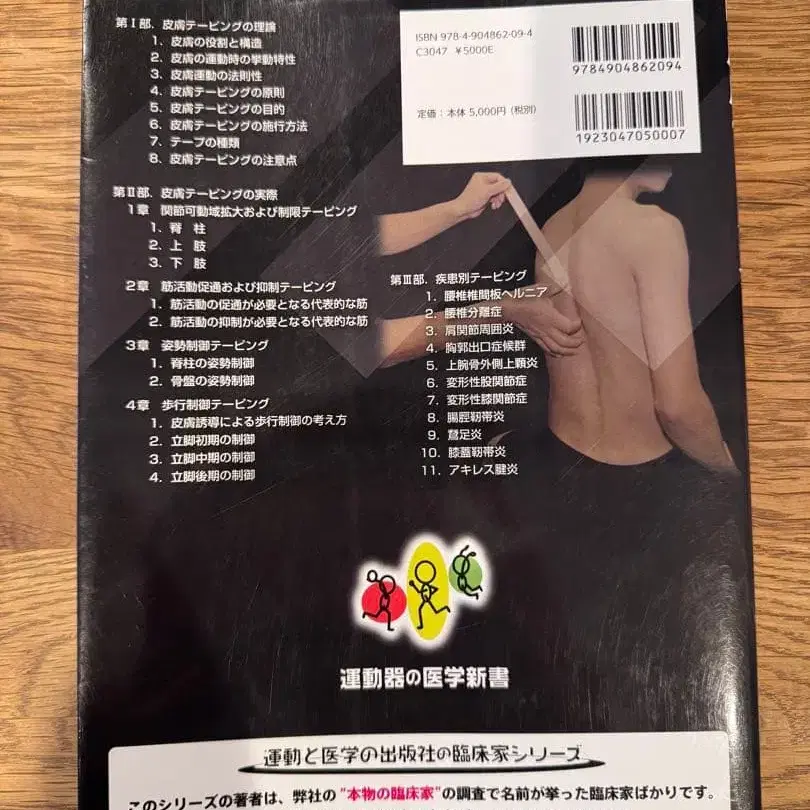 第Ⅰ部．皮膚テーピングの理論
1．皮膚の役割と構造
2．皮膚の運動時の挙動特性
3．皮膚運動の法則性
4．皮膚テーピングの原則
5．皮膚テーピングの目的
6．皮膚テーピングの施行方法
7．テープの種類
8．皮膚テーピングの注意点
第Ⅱ部．皮膚テーピングの実際
1章 関節可動域拡大および制限テーピング
1．脊 柱
2．上 肢
3．下 肢
2章 筋活動促通および抑制テーピング
1．筋活動の促通が必要となる代表的な筋
2．筋活動の抑制が必要となる代表的な筋
3章 姿勢制御テーピング
1．脊柱の姿勢制御
2．骨盤の姿勢制御
4章 歩行制御テーピング
1．皮膚誘導による歩行制御の考え方
2．立脚初期の制御
3．立脚中期の制御
4．立脚後期の制御
第Ⅲ部．疾患別テーピング
1．腰椎椎間板ヘルニア
2．腰椎分離症
3．肩関節周囲炎
4．胸郭出口症候群
5．上腕骨外側上顆炎
6．変形性股関節症
7．変形性膝関節症
8．腸脛靭帯炎
9．鵞足炎
10．膝蓋靭帯炎
11．アキレス腱炎
ISBN 978-4-904862-09-4
C3047 ¥5000E
定価：本体 5,000円（税別）
9784904862094
1923047050007
運動器の医学新書
運動と医学の出版社の臨床家シリーズ
このシリーズの著者は、弊社の"本物の臨床家"の調査で名前が挙った臨床家ばかりです。